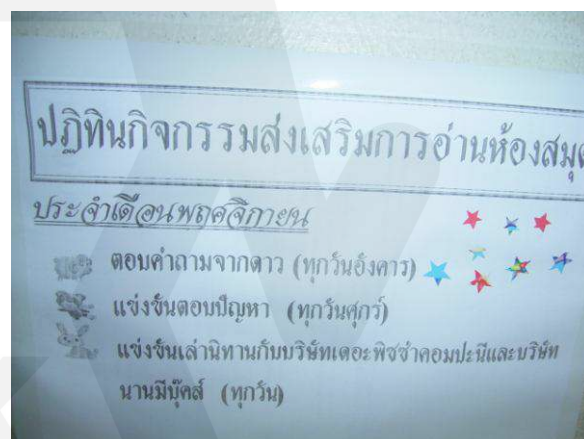 ปฏิทินกิจกรรมส่งเสริมการอ่านห้องสมุด
ประจำเดือนพฤศจิกายน
ตอบคำถามจากดาว (ทุกวันอังคาร)
แข่งขันตอบปัญหา (ทุกวันศุกร์)
แข่งขันเล่านิทานกับบริษัทเดอะพิซซ่าคอมปะนีและบริษัท
นานมีบุ๊คส์ (ทุกวัน)